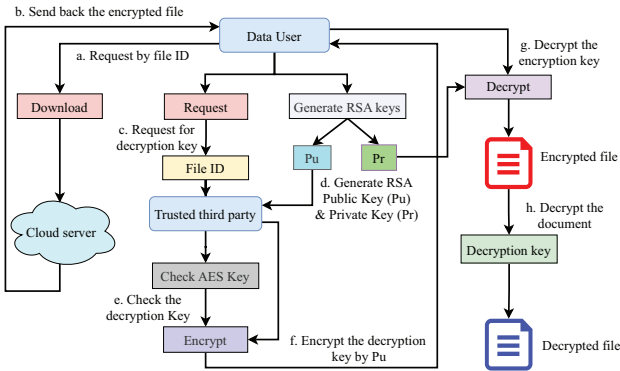 b. Send back the encrypted file
Data User
a. Request by file ID
g. Decrypt the
encryption key
Download
Request
Generate RSA keys
Decrypt
c. Request for
decryption key
Pu
Pr
Encrypted file
File ID
d. Generate RSA
Public Key (Pu)
& Private Key (Pr)
Trusted third party
h. Decrypt the
document
Cloud server
Decryption key
Check AES Key
e. Check the
decryption Key
Encrypt
f. Encrypt the decryption
key by Pu
Decrypted file